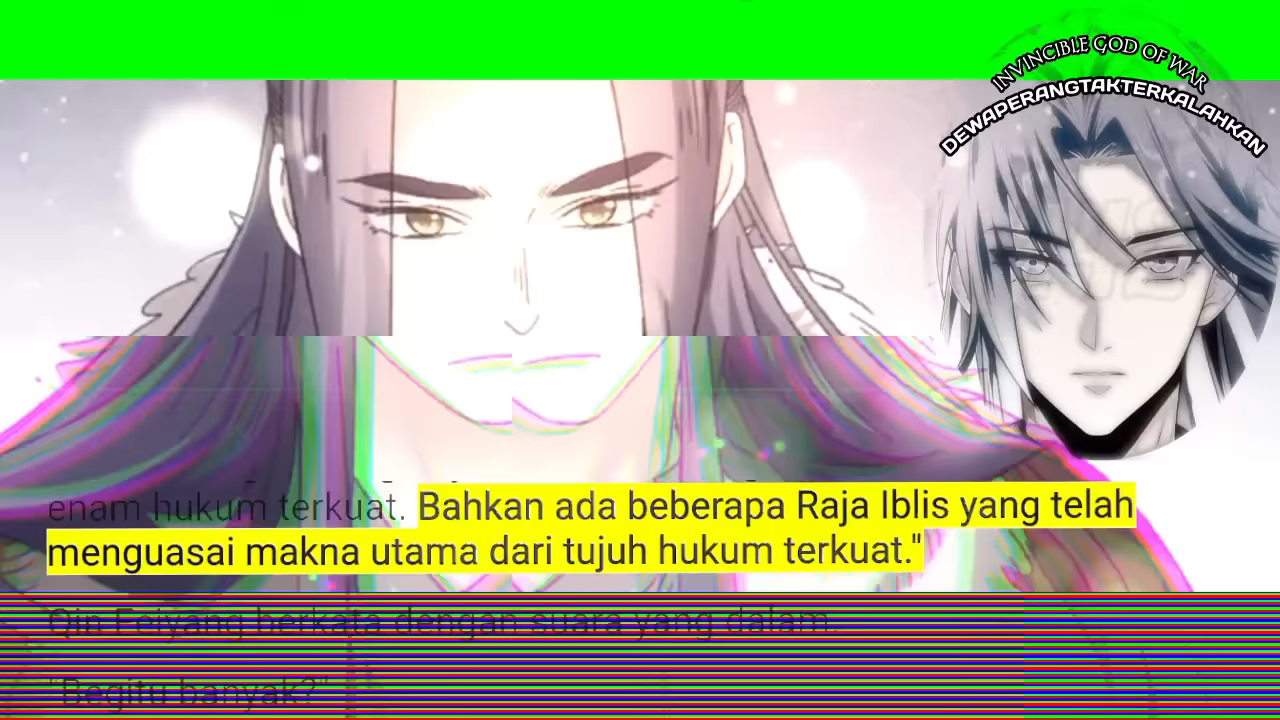 INVINCIBLE GOD OF WAR
DEWAPERANGTAKTERKALAHKAN
enam hukum terkuat. Bahkan ada beberapa Raja Iblis yang telah
menguasai makna utama dari tujuh hukum terkuat."
Qin Feiyang berkata dengan suara yang dalam.
"Begitu banyak?"